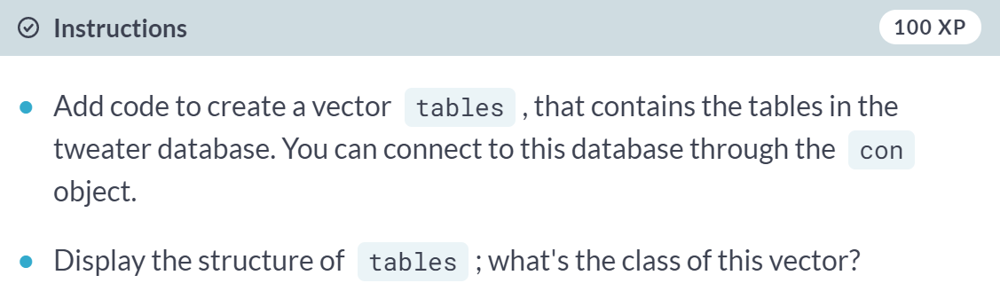 Instructions
100 XP
Add code to create a vector tables , that contains the tables in the
tweater database. You can connect to this database through the con
object.
Display the structure of tables ; what's the class of this vector?